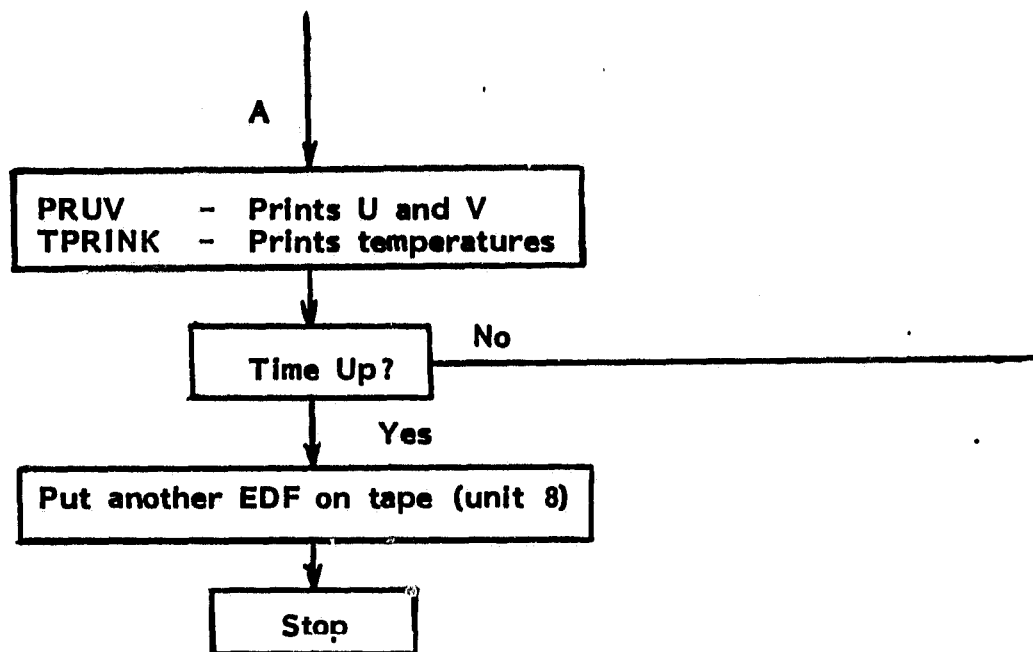 A
PRUV - Prints U and V
TPRINK - Prints temperatures
No
Time Up?
Yes
Put another EDF on tape (unit 8)
Stop